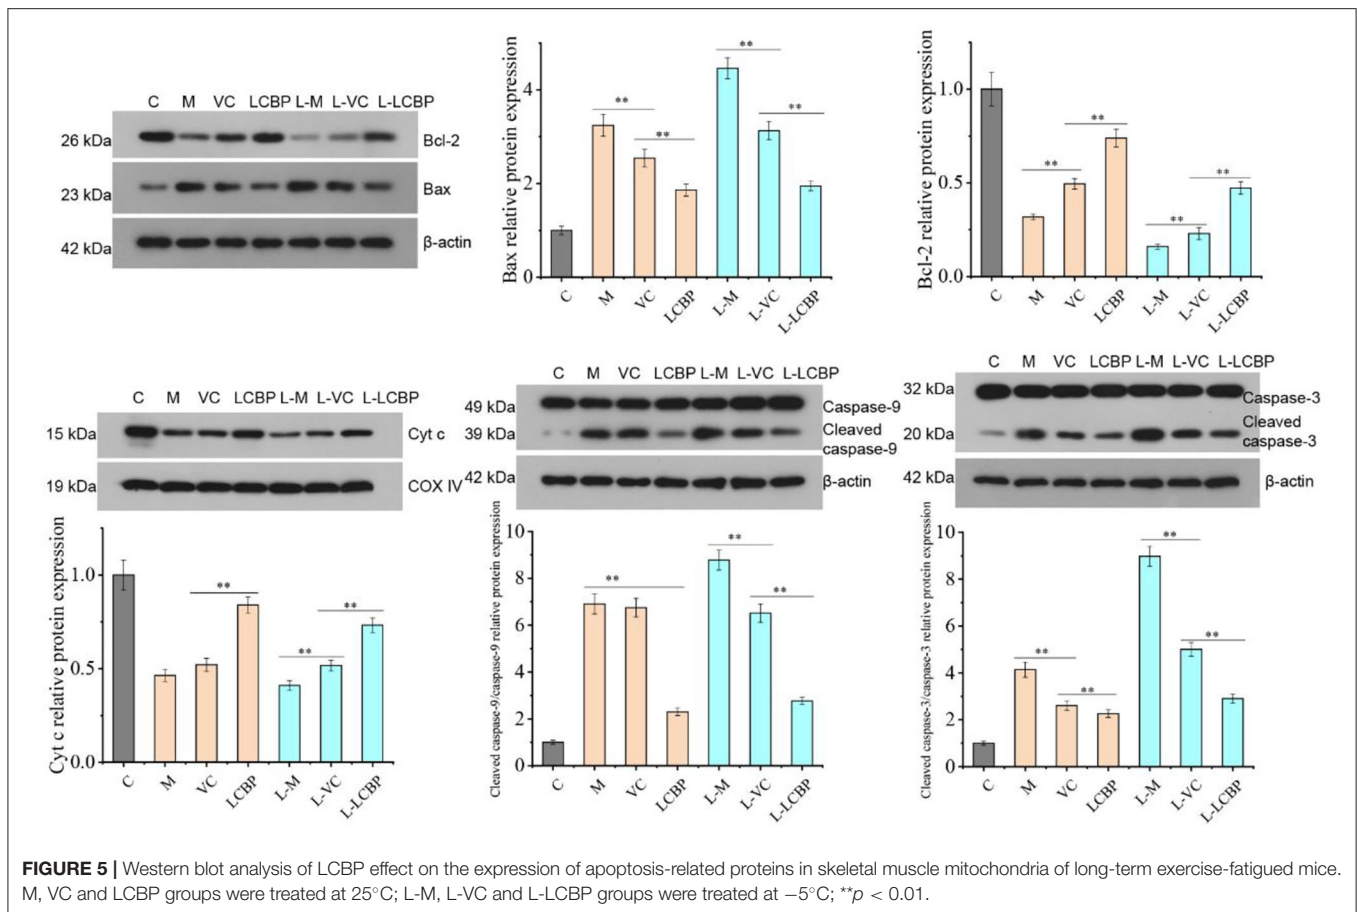 C M VC LCBP L-M L-VC L-LCBP
26 kDa Bcl-2
23 kDa Bax
42 kDa β-actin
Bax relative protein expression
4
2
0
** ** ** **
C M VC LCBP L-M L-VC L-LCBP
Bcl-2 relative protein expression
1.0
0.5
0.0
** ** ** **
C M VC LCBP L-M L-VC L-LCBP
C M VC LCBP L-M L-VC L-LCBP
15 kDa Cyt c
19 kDa COX IV
C M VC LCBP L-M L-VC L-LCBP
49 kDa Caspase-9
39 kDa Cleaved
caspase-9
42 kDa β-actin
C M VC LCBP L-M L-VC L-LCBP
32 kDa Caspase-3
20 kDa Cleaved
caspase-3
42 kDa β-actin
Cyt c relative protein expression
1.0
0.5
0.0
** ** **
C M VC LCBP L-M L-VC L-LCBP
Cleaved caspase-9/caspase-9 relative protein expression
10
8
6
4
2
0
** ** **
C M VC LCBP L-M L-VC L-LCBP
Cleaved caspase-3/caspase-3 relative protein expression
10
8
6
4
2
0
** ** ** **
C M VC LCBP L-M L-VC L-LCBP
FIGURE 5 | Western blot analysis of LCBP effect on the expression of apoptosis-related proteins in skeletal muscle mitochondria of long-term exercise-fatigued mice.
M, VC and LCBP groups were treated at 25°C; L-M, L-VC and L-LCBP groups were treated at −5°C; **p < 0.01.